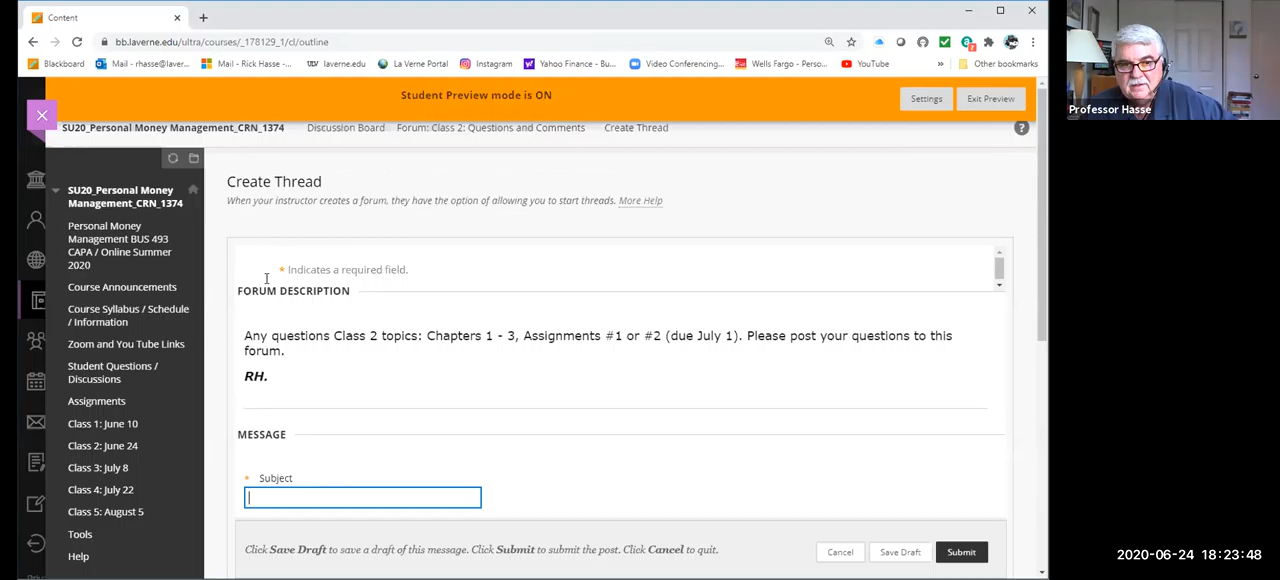 Content
bb.laverne.edu/ultra/courses/_178129_1/cl/outline
Blackboard
Mail - rhasse@laver...
Mail - Rick Hasse -...
laverne.edu
La Verne Portal
Instagram
Yahoo Finance - Bu...
Video Conferencing...
Wells Fargo - Perso...
YouTube
»
Other bookmarks
Professor Hasse
Student Preview mode is ON
Settings
Exit Preview
SU20_Personal Money Management_CRN_1374
Discussion Board
Forum: Class 2: Questions and Comments
Create Thread
?
SU20_Personal Money
Management_CRN_1374
Personal Money
Management BUS 493
CAPA / Online Summer
2020
Course Announcements
Course Syllabus / Schedule
/ Information
Zoom and You Tube Links
Student Questions /
Discussions
Assignments
Class 1: June 10
Class 2: June 24
Class 3: July 8
Class 4: July 22
Class 5: August 5
Tools
Help
Create Thread
When your instructor creates a forum, they have the option of allowing you to start threads. More Help
* Indicates a required field.
FORUM DESCRIPTION
Any questions Class 2 topics: Chapters 1 - 3, Assignments #1 or #2 (due July 1). Please post your questions to this
forum.
RH.
MESSAGE
* Subject
Click Save Draft to save a draft of this message. Click Submit to submit the post. Click Cancel to quit.
Cancel
Save Draft
Submit
2020-06-24 18:23:48